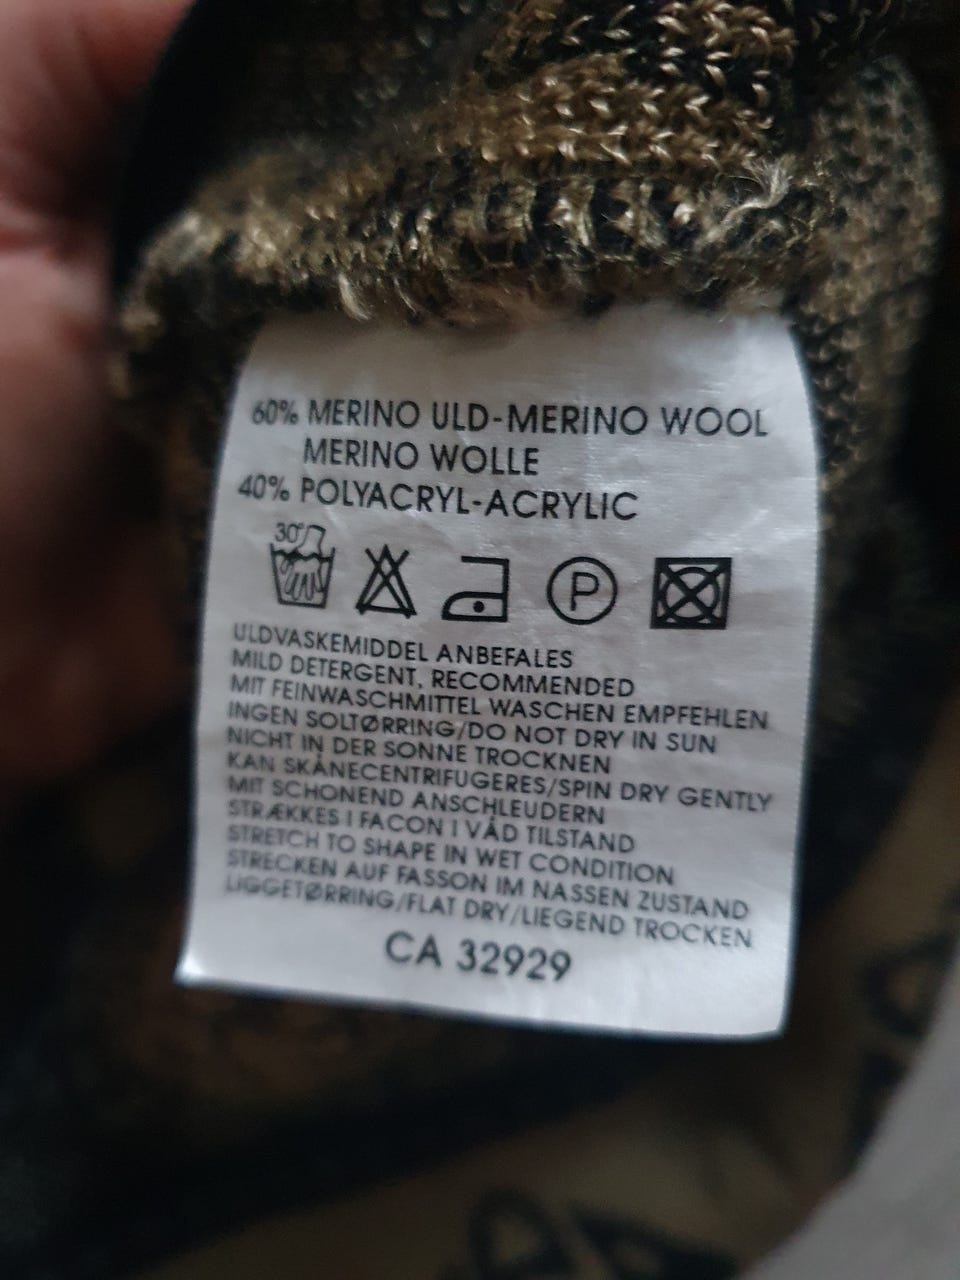 60% MERINO ULD-MERINO WOOL
MERINO WOLLE
40% POLYACRYL-ACRYLIC
30°
P
ULDVASKEMIDDEL ANBEFALES
MILD DETERGENT, RECOMMENDED
MIT FEINWASCHMITTEL WASCHEN EMPFEHLEN
INGEN SOLTØRRING/DO NOT DRY IN SUN
NICHT IN DER SONNE TROCKNEN
KAN SKÅNECENTRIFUGERES/SPIN DRY GENTLY
MIT SCHONEND ANSCHLEUDERN
STRÆKKES I FACON I VÅD TILSTAND
STRETCH TO SHAPE IN WET CONDITION
STRECKEN AUF FASSON IM NASSEN ZUSTAND
LIGGETØRRING/FLAT DRY/LIEGEND TROCKEN
CA 32929